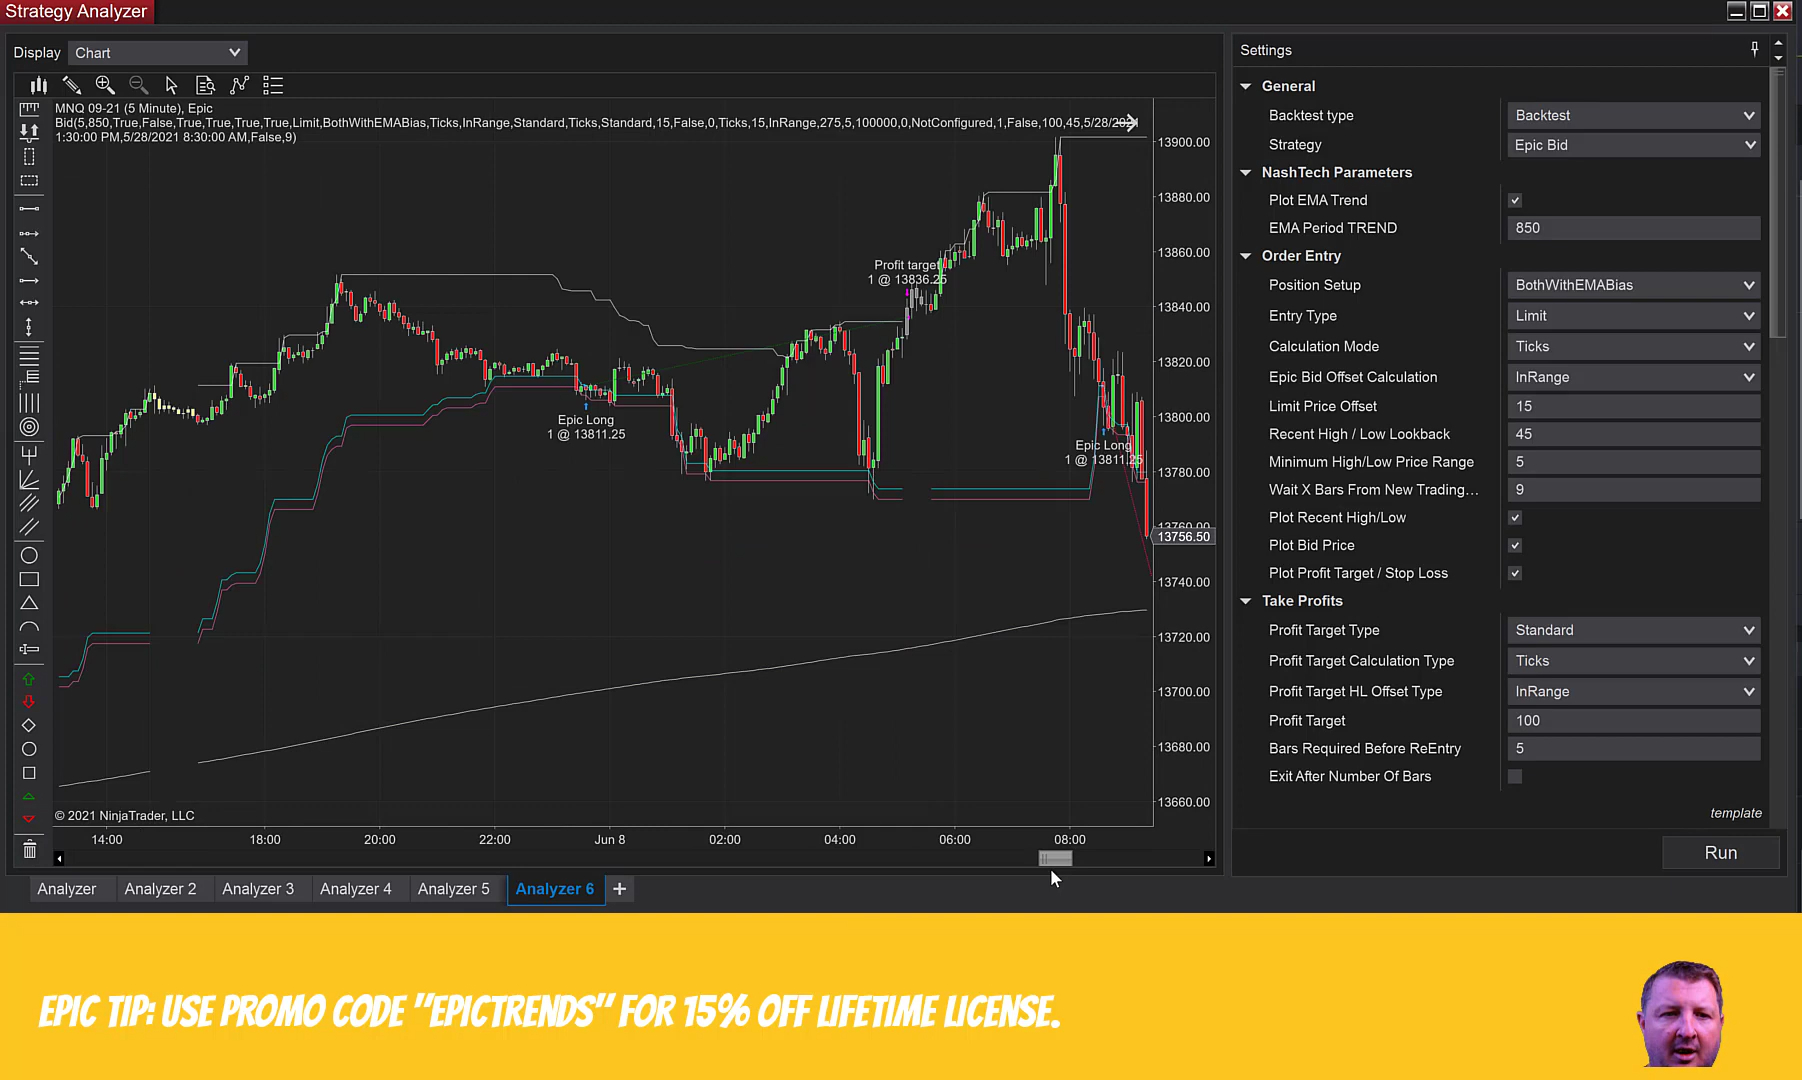 Strategy Analyzer
Display
Chart
MNQ 09-21 (5 Minute), Epic
Bid(5,850,True,False,True,True,True,True,Limit,BothWithEMABias,Ticks,InRange,Standard,Ticks,Standard,15,False,0,Ticks,15,InRange,275,5,100000,0,NotConfigured,1,False,100,45,5/28/2021
1:30:00 PM,5/28/2021 8:30:00 AM,False,9)
Profit target
1 @ 13836.25
Epic Long
1 @ 13811.25
Epic Long
1 @ 13811.25
13900.00
13880.00
13860.00
13840.00
13820.00
13800.00
13780.00
13760.00
13756.50
13740.00
13720.00
13700.00
13680.00
13660.00
© 2021 NinjaTrader, LLC
14:00
18:00
20:00
22:00
Jun 8
02:00
04:00
06:00
08:00
Analyzer
Analyzer 2
Analyzer 3
Analyzer 4
Analyzer 5
Analyzer 6
+
Settings
General
Backtest type
Backtest
Strategy
Epic Bid
NashTech Parameters
Plot EMA Trend
EMA Period TREND
850
Order Entry
Position Setup
BothWithEMABias
Entry Type
Limit
Calculation Mode
Ticks
Epic Bid Offset Calculation
InRange
Limit Price Offset
15
Recent High / Low Lookback
45
Minimum High/Low Price Range
5
Wait X Bars From New Trading...
9
Plot Recent High/Low
Plot Bid Price
Plot Profit Target / Stop Loss
Take Profits
Profit Target Type
Standard
Profit Target Calculation Type
Ticks
Profit Target HL Offset Type
InRange
Profit Target
100
Bars Required Before ReEntry
5
Exit After Number Of Bars
template
Run
EPIC TIP: USE PROMO CODE "EPICTRENDS" FOR 15% OFF LIFETIME LICENSE.